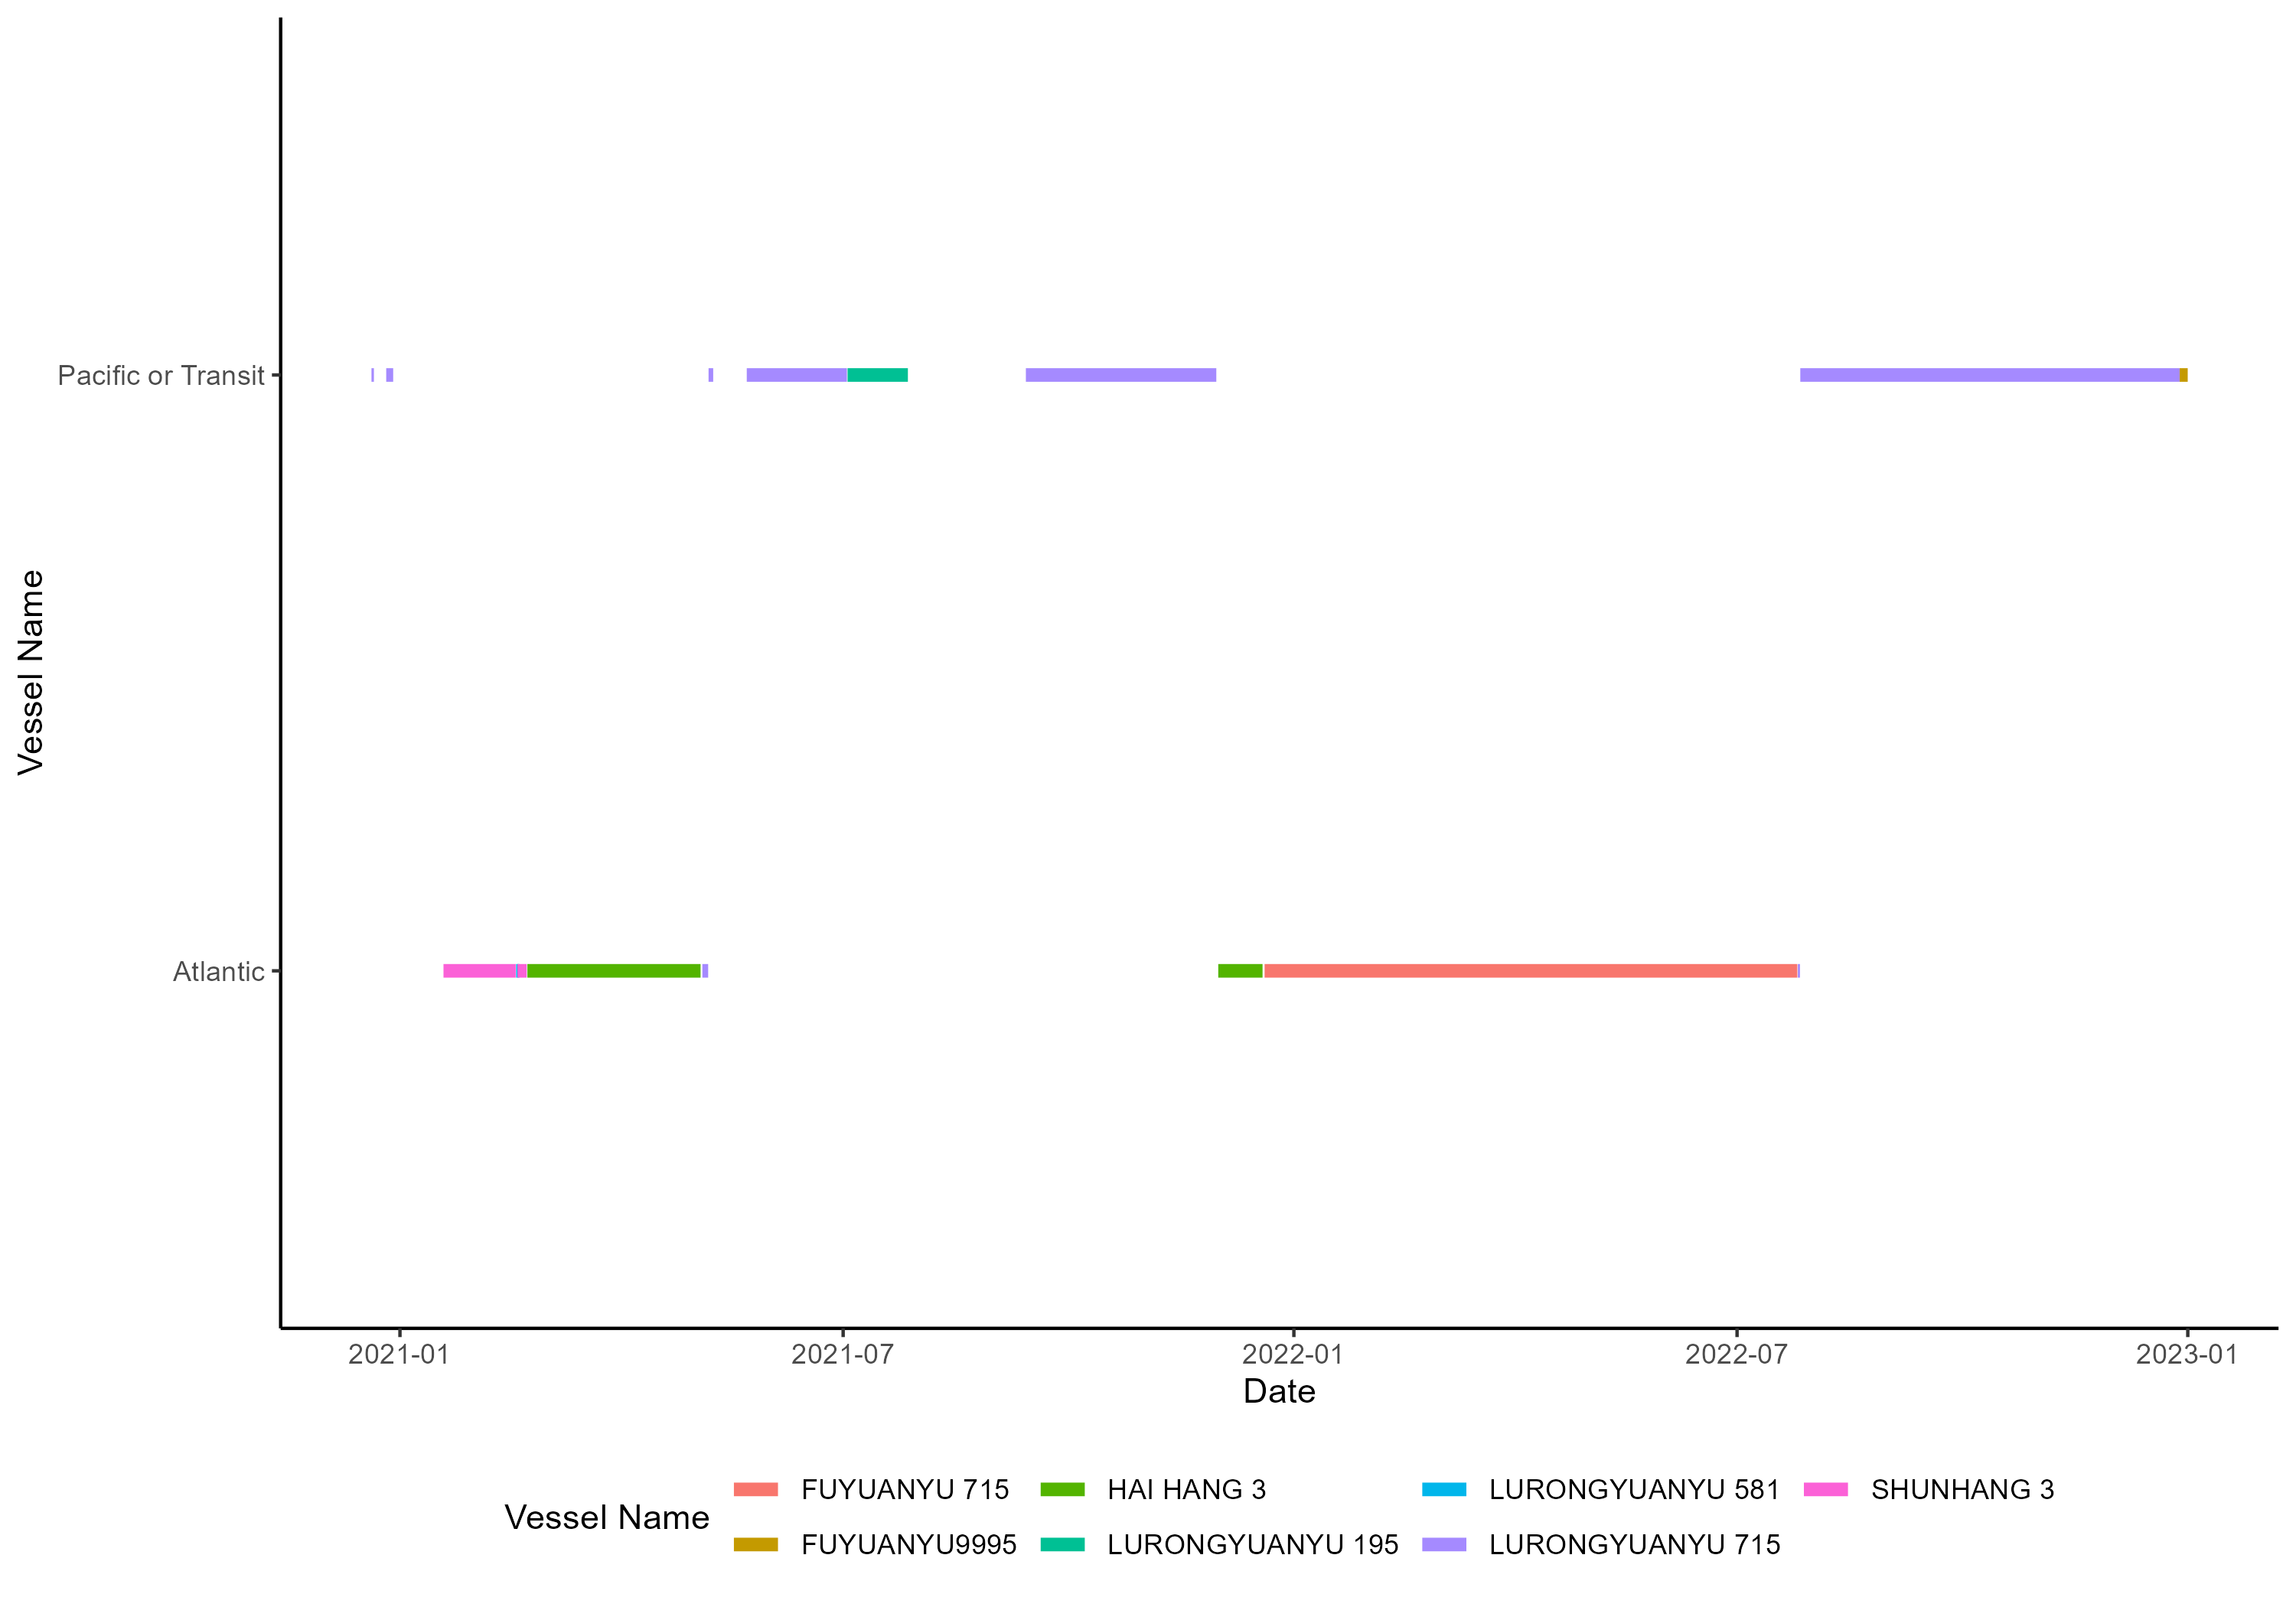 Vessel Name
Pacific or Transit
Atlantic
2021-01
2021-07
2022-01
2022-07
2023-01
Date
Vessel Name
FUYUANYU 715
HAI HANG 3
LURONGYUANYU 581
SHUNHANG 3
FUYUANYU9995
LURONGYUANYU 195
LURONGYUANYU 715